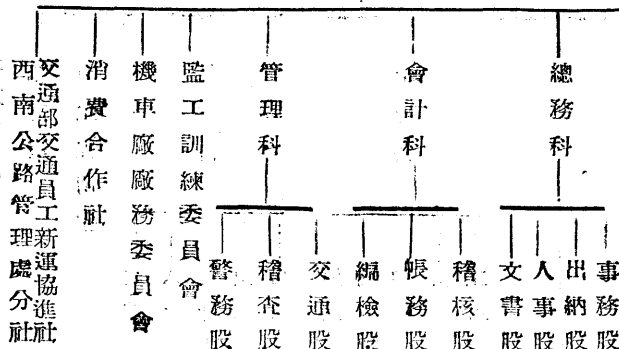 總務科
會計科
管理科
監工訓練委員會
機車廠廠務委員會
消費合作社
交通部交通員工新運協進社
西南公路管理處分社
事務股
出納股
人事股
文書股
稽核股
帳務股
編檢股
交通股
稽查股
警務股